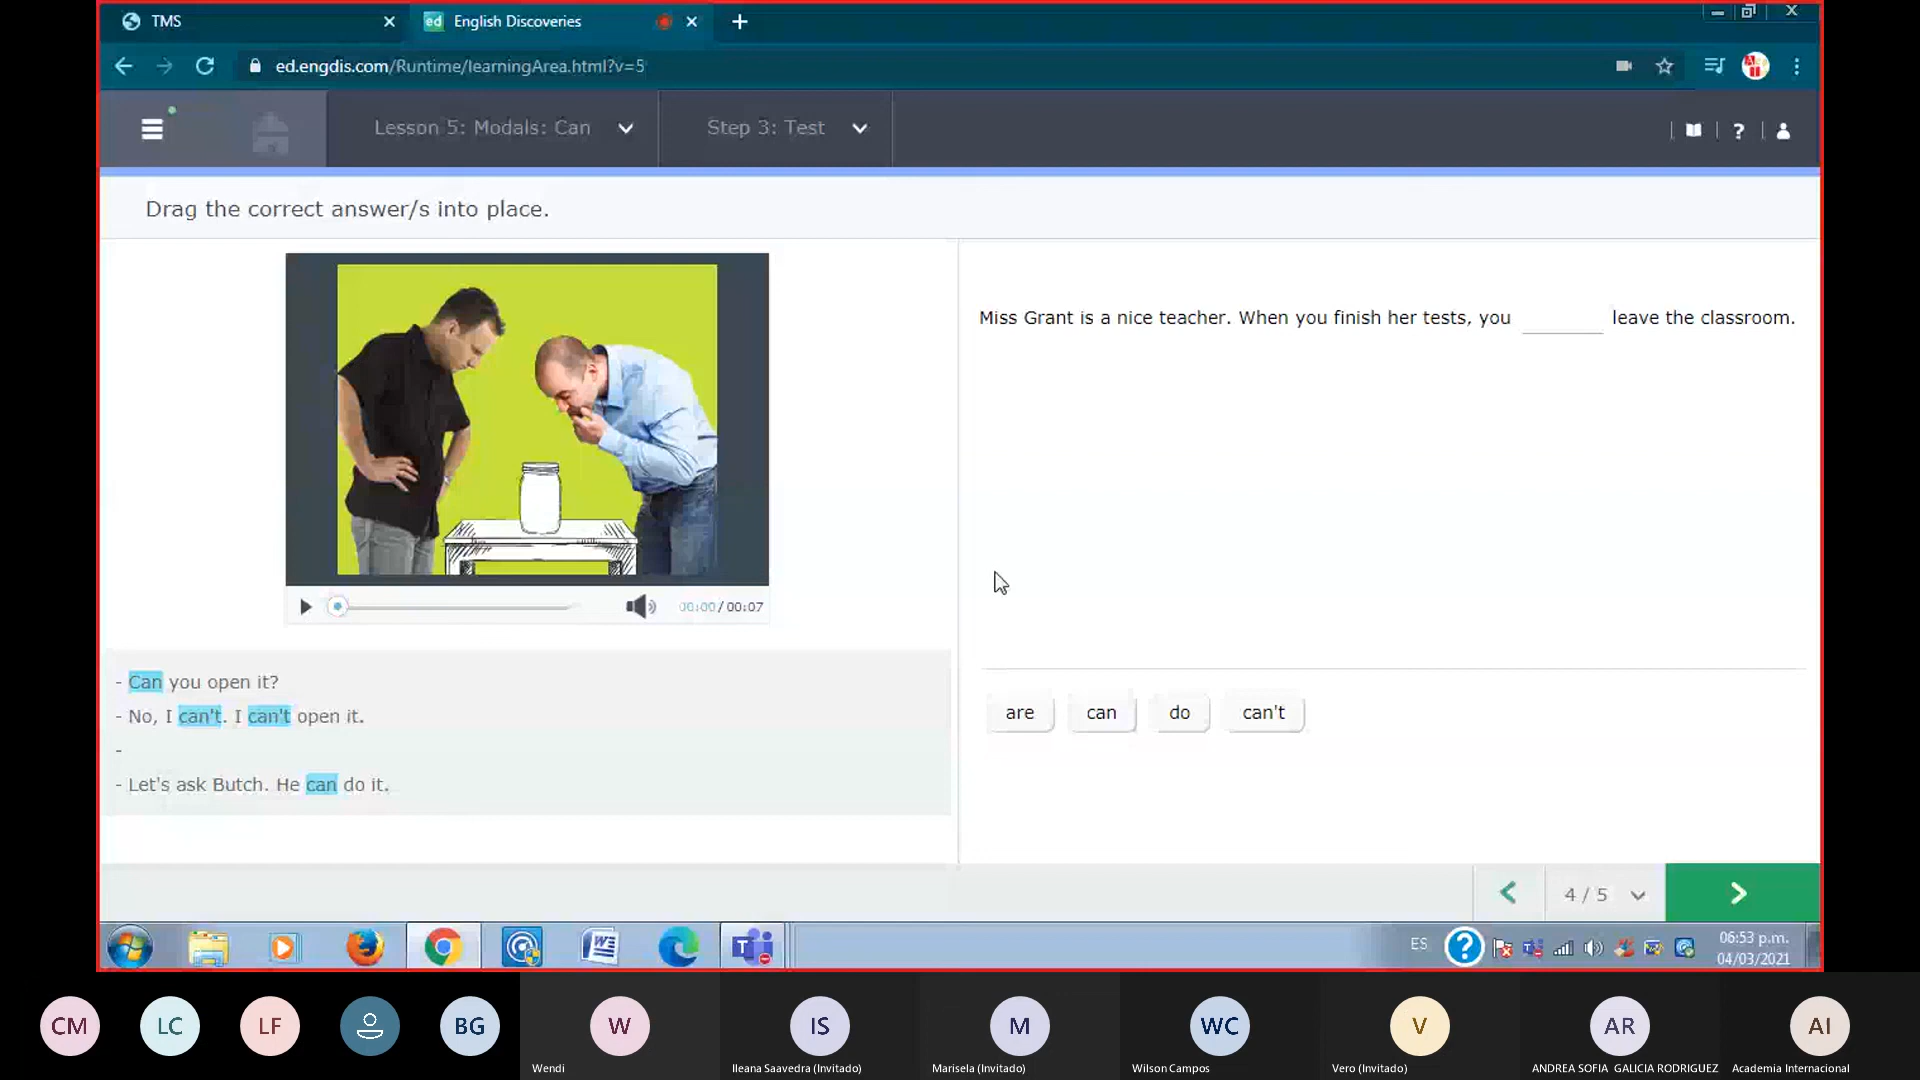 TMS
ed English Discoveries
ed.engdis.com/Runtime/learningArea.html?v=5
Lesson 5: Modals: Can
Step 3: Test
?
Drag the correct answer/s into place.
00:00 / 00:07
- Can you open it?
- No, I can't. I can't open it.
-
- Let's ask Butch. He can do it.
Miss Grant is a nice teacher. When you finish her tests, you ________ leave the classroom.
are can do can't
4 / 5
ES
?
06:53 p.m.
04/03/2021
CM
LC
LF
BG
W
IS
M
WC
V
AR
AI
Wendi
Ileana Saavedra (Invitado)
Marisela (Invitado)
Wilson Campos
Vero (Invitado)
ANDREA SOFIA GALICIA RODRIGUEZ
Academia Internacional